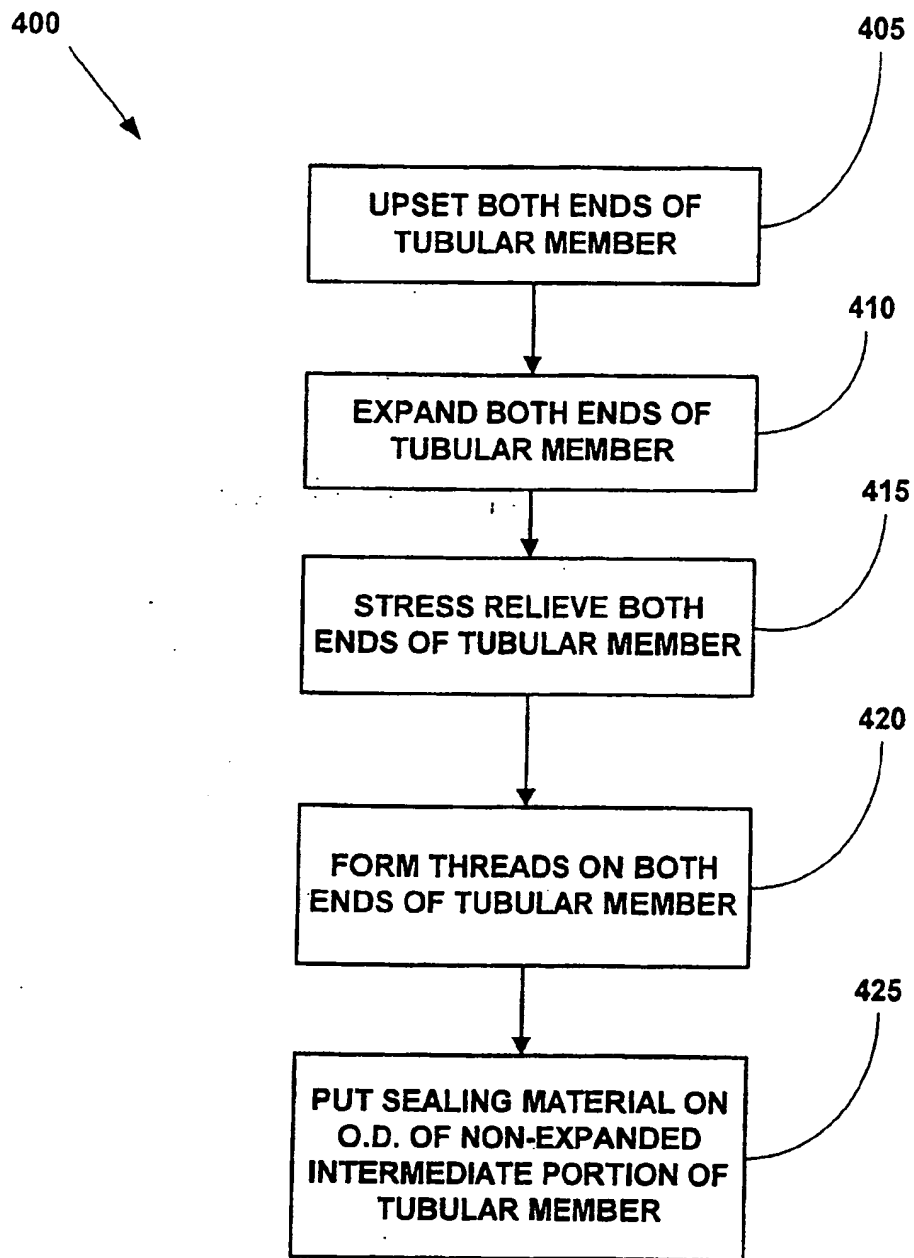 400
405
UPSET BOTH ENDS OF
TUBULAR MEMBER
410
EXPAND BOTH ENDS OF
TUBULAR MEMBER
415
STRESS RELIEVE BOTH
ENDS OF TUBULAR MEMBER
420
FORM THREADS ON BOTH
ENDS OF TUBULAR MEMBER
425
PUT SEALING MATERIAL ON
O.D. OF NON-EXPANDED
INTERMEDIATE PORTION OF
TUBULAR MEMBER